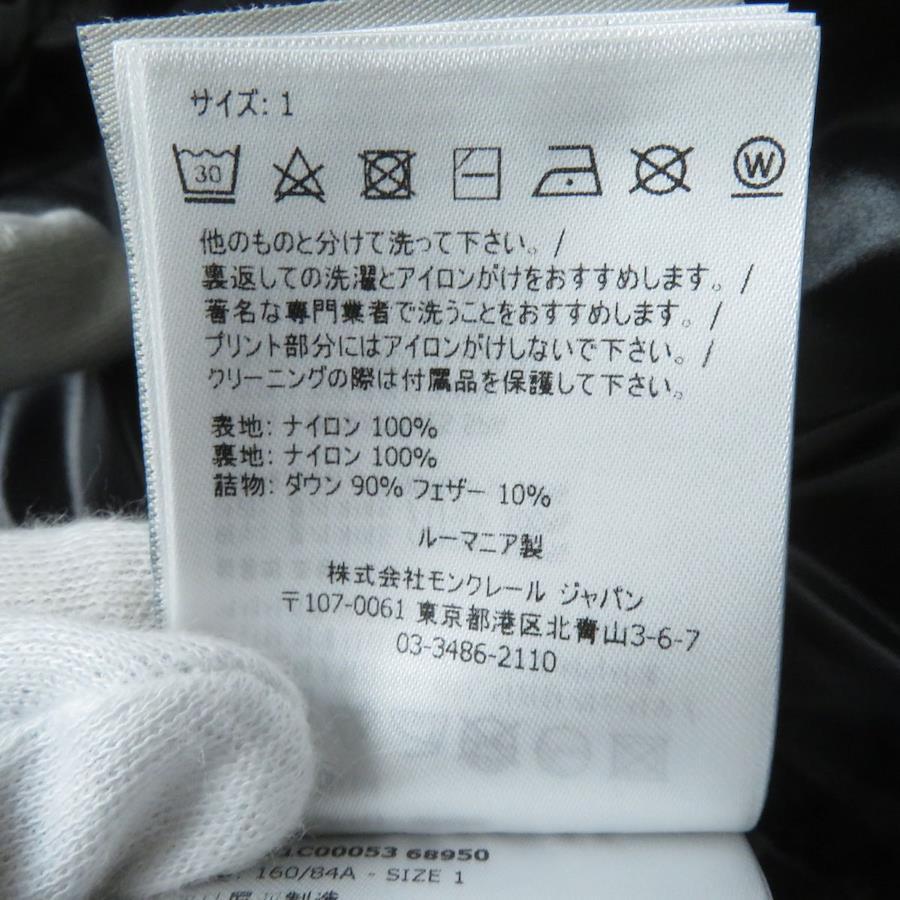 サイズ: 1
30
W
他のものと分けて洗って下さい。/
裏返しての洗濯とアイロンがけをおすすめします。/
著名な専門業者で洗うことをおすすめします。/
プリント部分にはアイロンがけしないで下さい。/
クリーニングの際は付属品を保護して下さい。
表地: ナイロン 100%
裏地: ナイロン 100%
詰物: ダウン 90% フェザー 10%
ルーマニア製
株式会社モンクレール ジャパン
〒107-0061 東京都港区北青山3-6-7
03-3486-2110
1C00053 68950
160/84A - SIZE 1